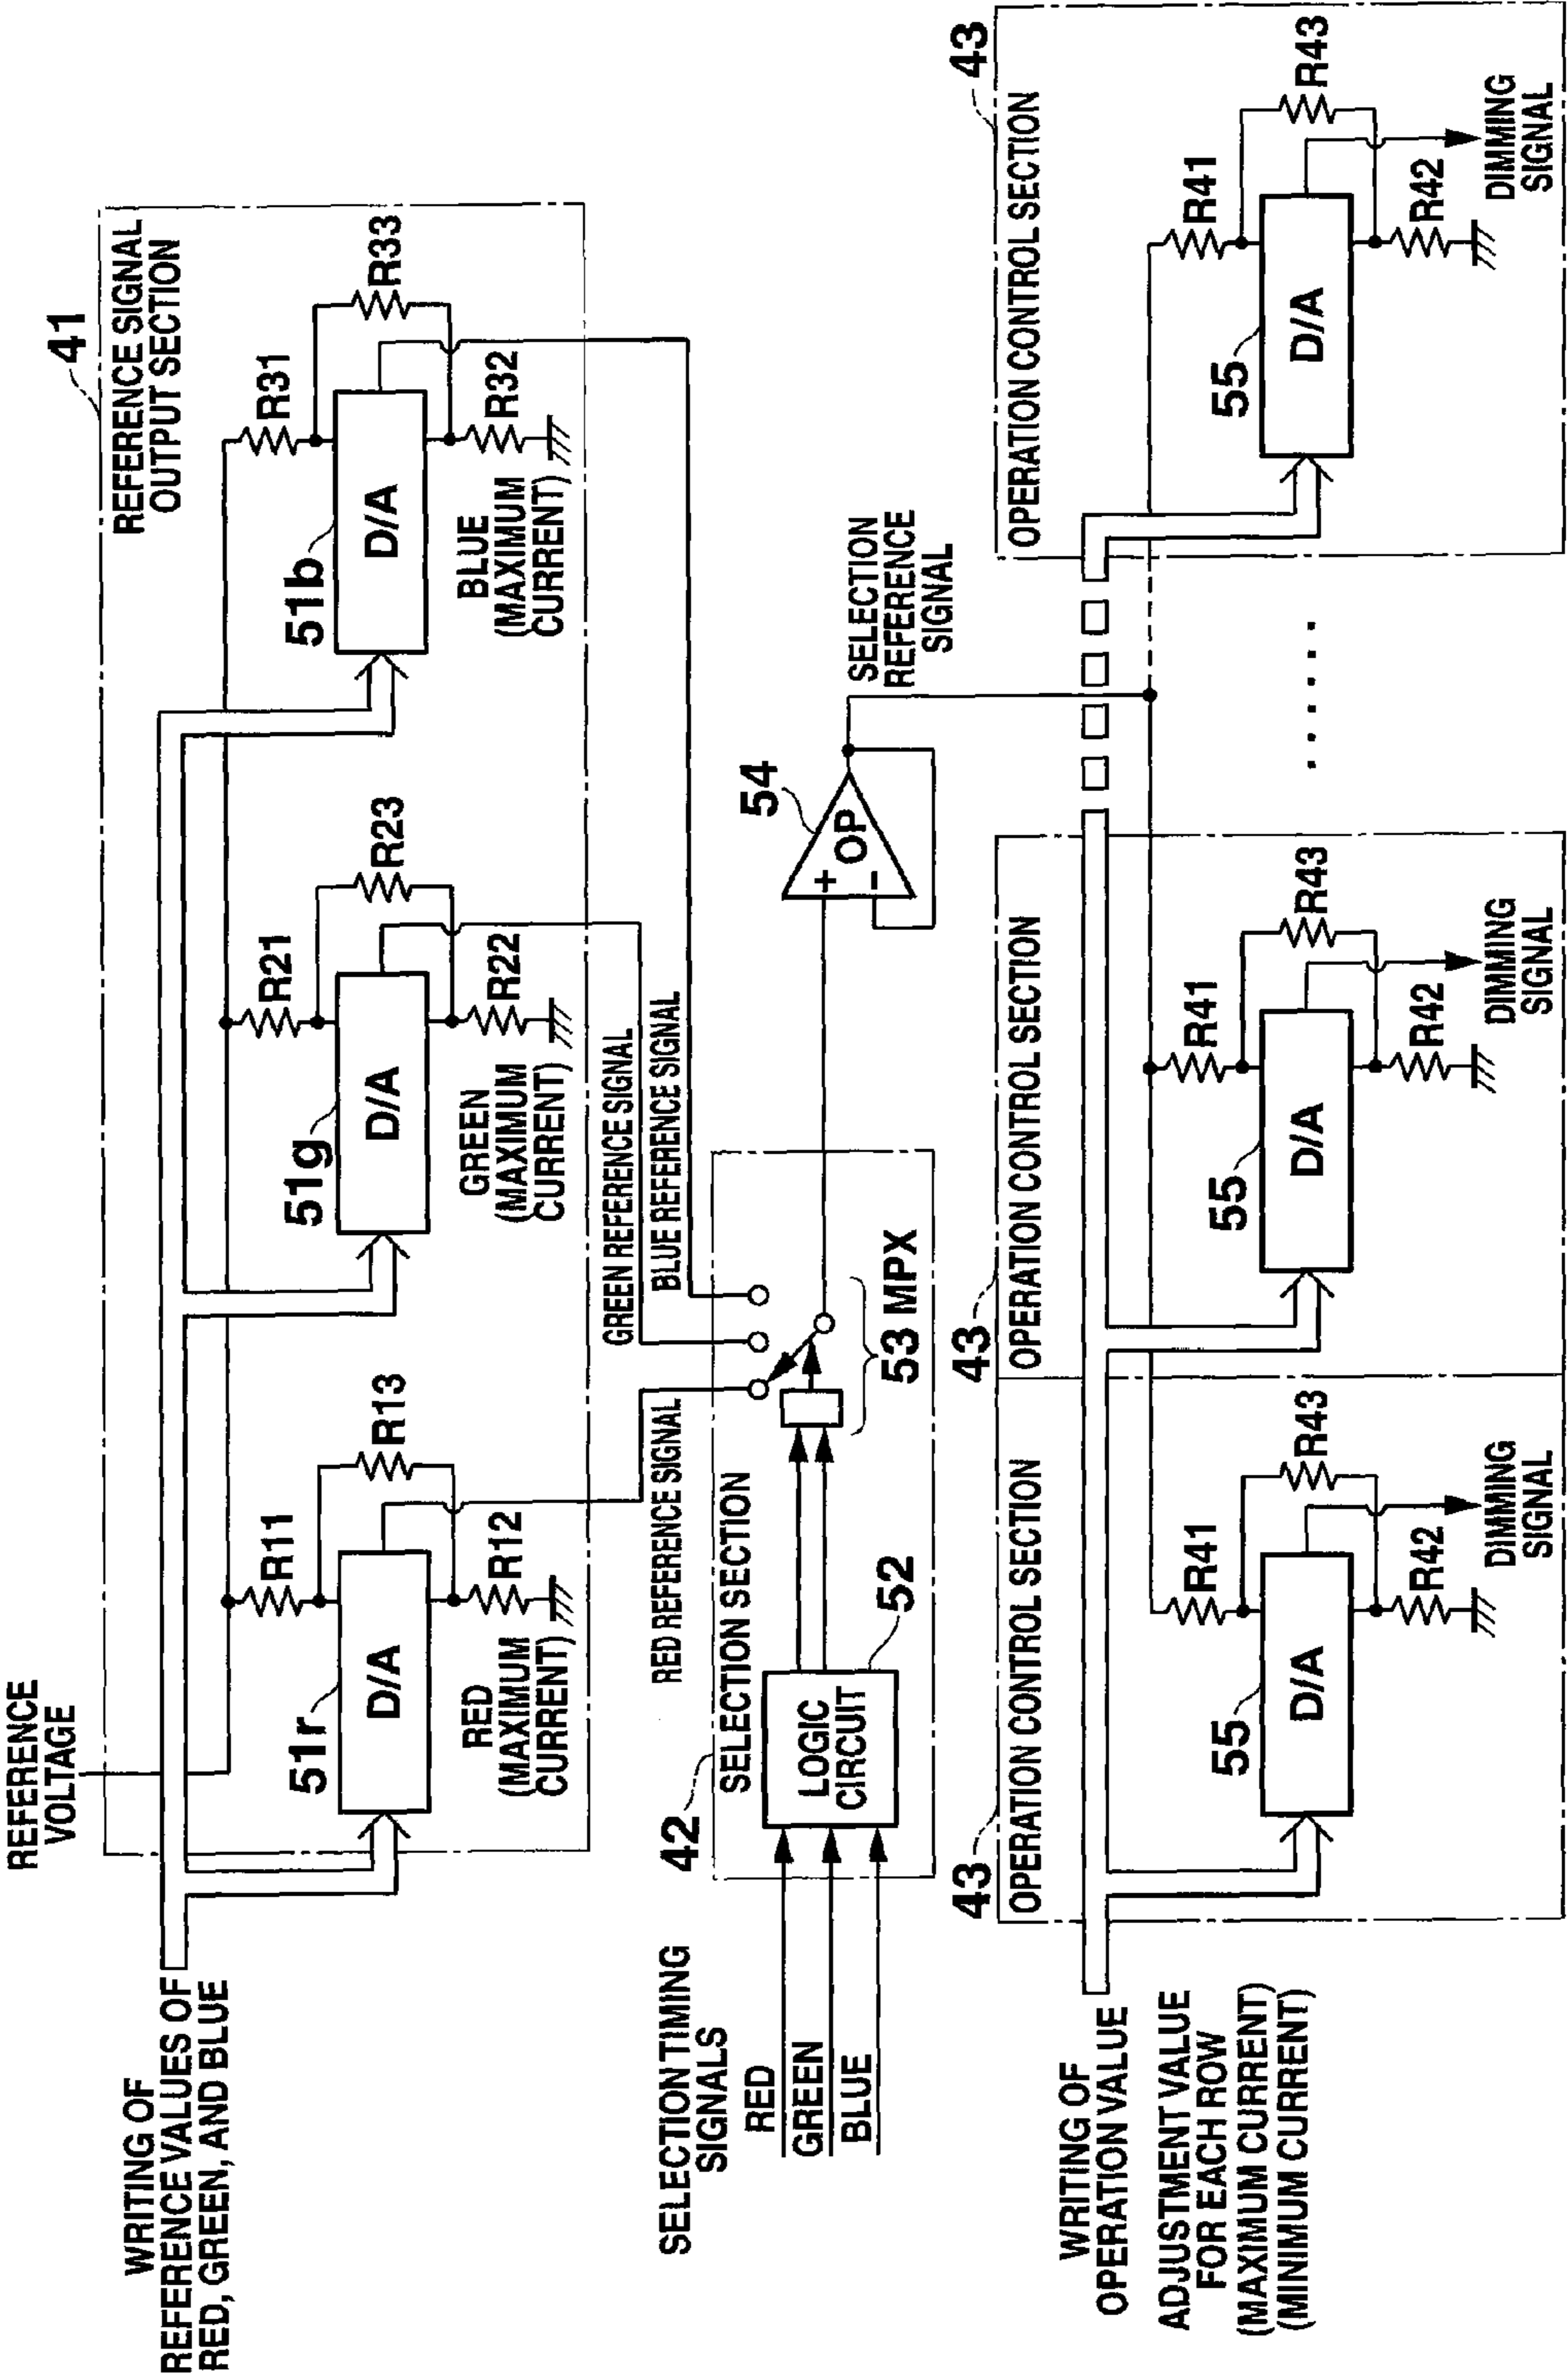 REFERENCE
VOLTAGE
41
REFERENCE SIGNAL
OUTPUT SECTION
WRITING OF
REFERENCE VALUES OF
RED, GREEN, AND BLUE
R11
R13
51r
D/A
R12
RED
(MAXIMUM
CURRENT)
R21
R23
51g
D/A
R22
GREEN
(MAXIMUM
CURRENT)
R31
R33
51b
D/A
R32
BLUE
(MAXIMUM
CURRENT)
RED REFERENCE SIGNAL
GREEN REFERENCE SIGNAL
BLUE REFERENCE SIGNAL
SELECTION TIMING
SIGNALS
RED
GREEN
BLUE
42
SELECTION SECTION
LOGIC
CIRCUIT
52
53 MPX
54
OP
+
-
SELECTION
REFERENCE
SIGNAL
WRITING OF
OPERATION VALUE
ADJUSTMENT VALUE
FOR EACH ROW
(MAXIMUM CURRENT)
(MINIMUM CURRENT)
43
OPERATION CONTROL SECTION
R41
R43
55
D/A
R42
DIMMING
SIGNAL
43
OPERATION CONTROL SECTION
R41
R43
55
D/A
R42
DIMMING
SIGNAL
......
43
OPERATION CONTROL SECTION
R41
R43
55
D/A
R42
DIMMING
SIGNAL